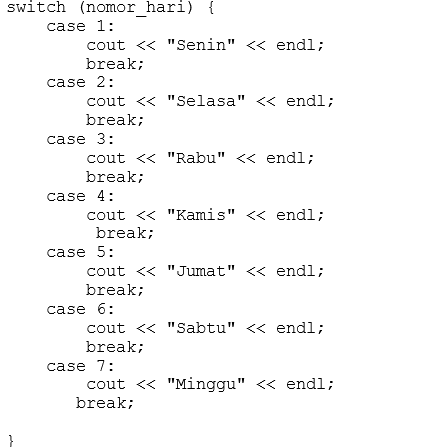 switch (nomor_hari) {
    case 1:
        cout << "Senin" << endl;
        break;
    case 2:
        cout << "Selasa" << endl;
        break;
    case 3:
        cout << "Rabu" << endl;
        break;
    case 4:
        cout << "Kamis" << endl;
         break;
    case 5:
        cout << "Jumat" << endl;
        break;
    case 6:
        cout << "Sabtu" << endl;
        break;
    case 7:
        cout << "Minggu" << endl;
       break;

}